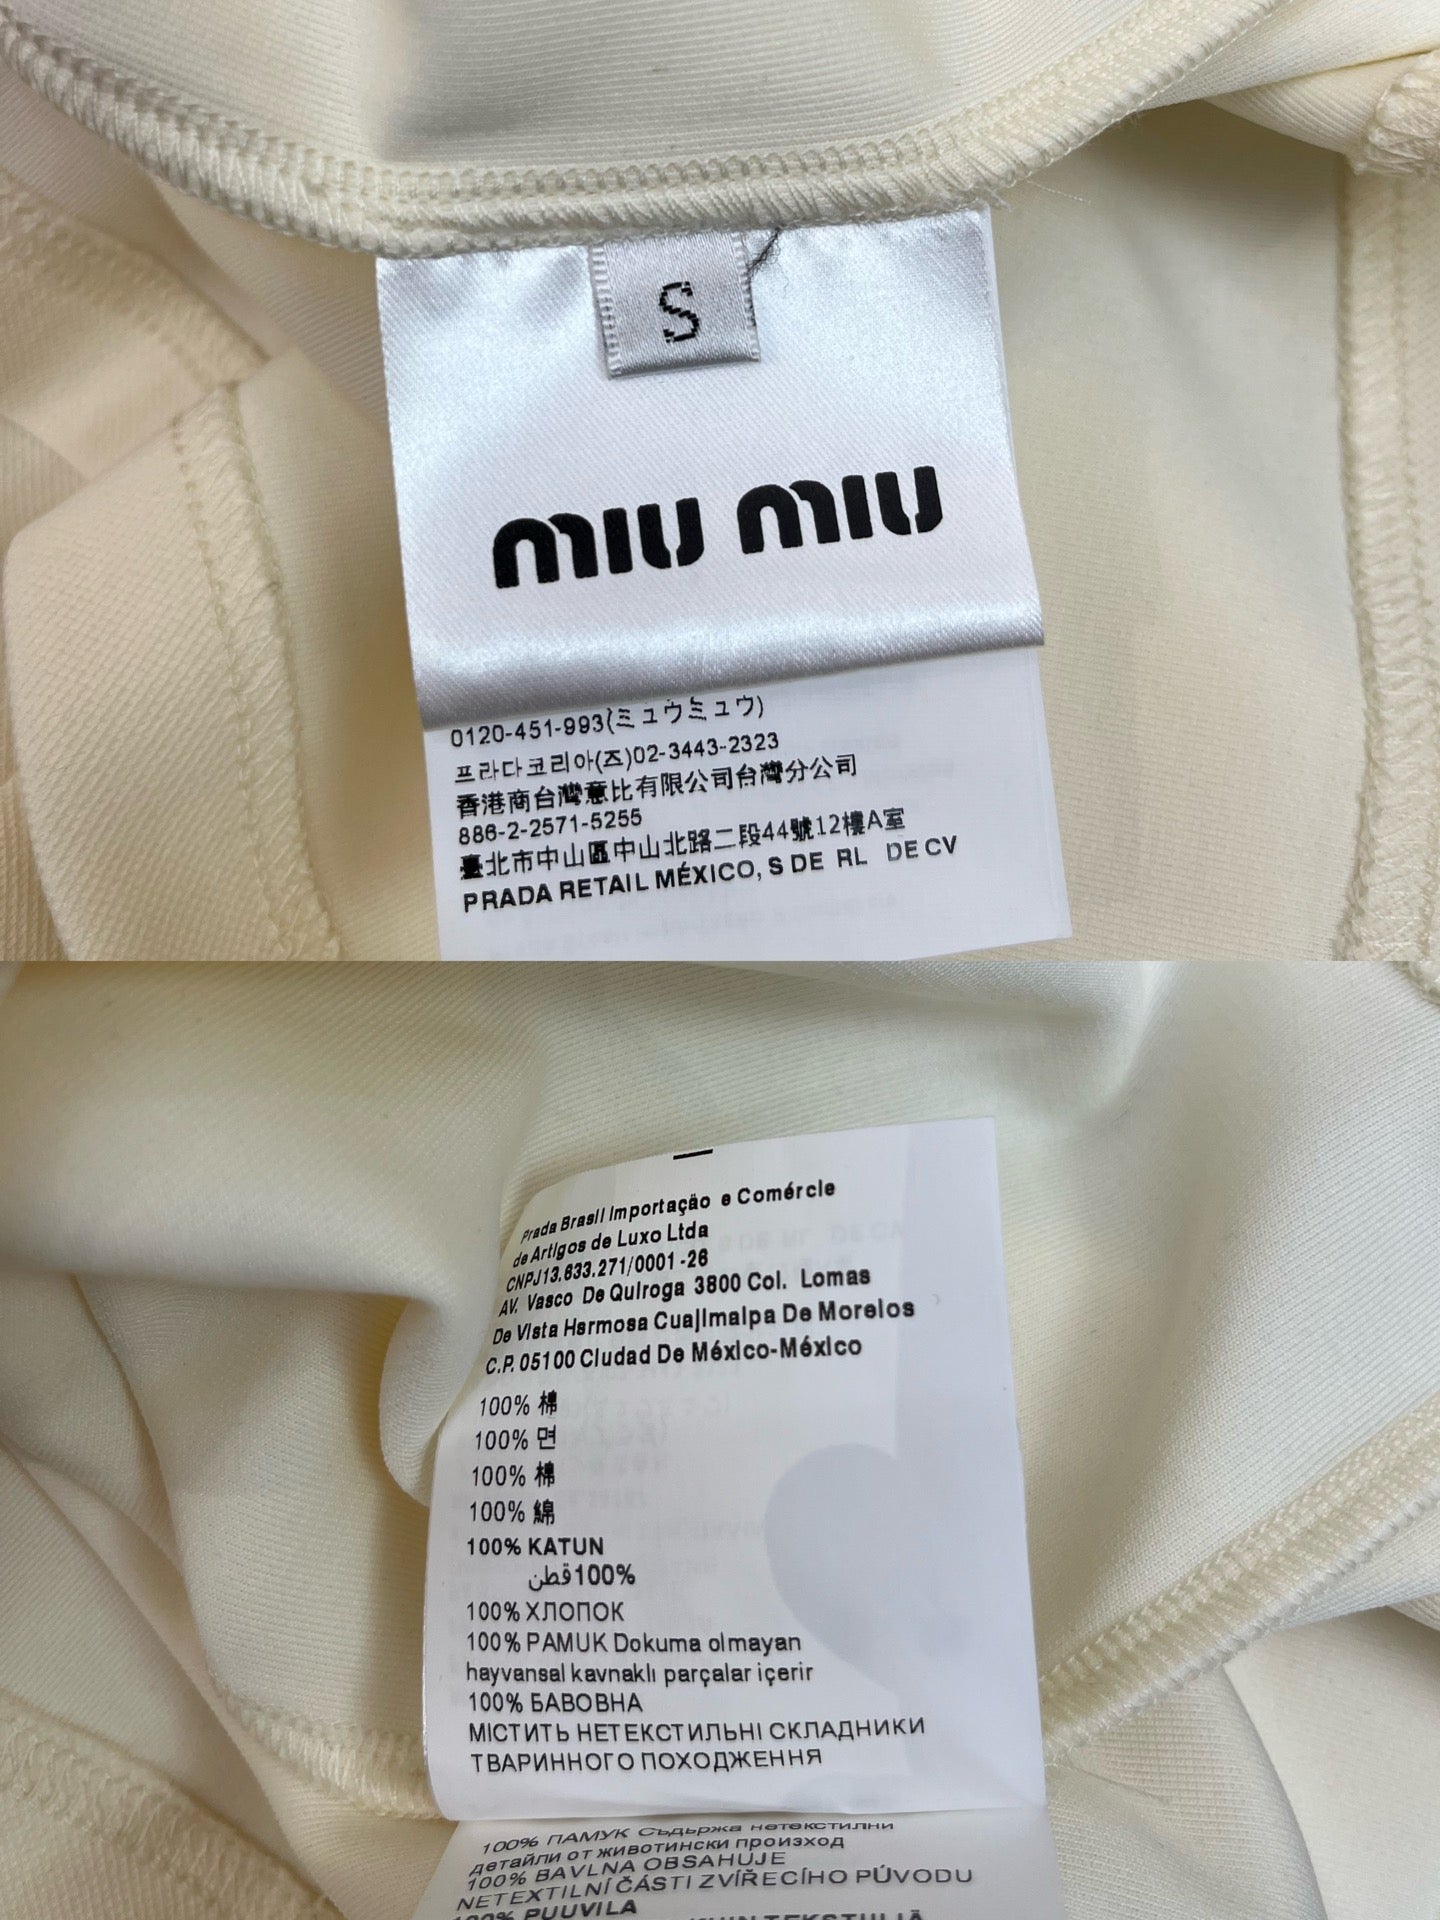 S
miu miu
0120-451-993(ミュウミュウ)
프라다코리아(즈)02-3443-2323
香港商台灣意比有限公司台灣分公司
886-2-2571-5255
臺北市中山區中山北路二段44號12樓A室
PRADA RETAIL MÉXICO, S DE RL DE CV
Prada Brasil Importação e Comércle
de Artigos de Luxo Ltda
CNPJ13.633.271/0001-26
AV. Vasco De Quiroga 3800 Col. Lomas
De Vista Hsrmosa Cuajimalpa De Morelos
C.P. 05100 Ciudad De México-México
100% 棉
100% 면
100% 棉
100% 綿
100% KATUN
100% قطن
100% ХЛОПОК
100% PAMUK Dokuma olmayan
hayvansal kavnaklı parçalar içerir
100% БАВОВНА
МІСТИТЬ НЕТЕКСТИЛЬНІ СКЛАДНИКИ
ТВАРИННОГО ПОХОДЖЕННЯ
100% ПАМУК Съдържа нетекстилни
детайли от животински произход
100% BAVLNA OBSAHUJE
NETEXTILNÍ ČÁSTI ZVÍŘECÍHO PÚVODU
100% PUUVILA